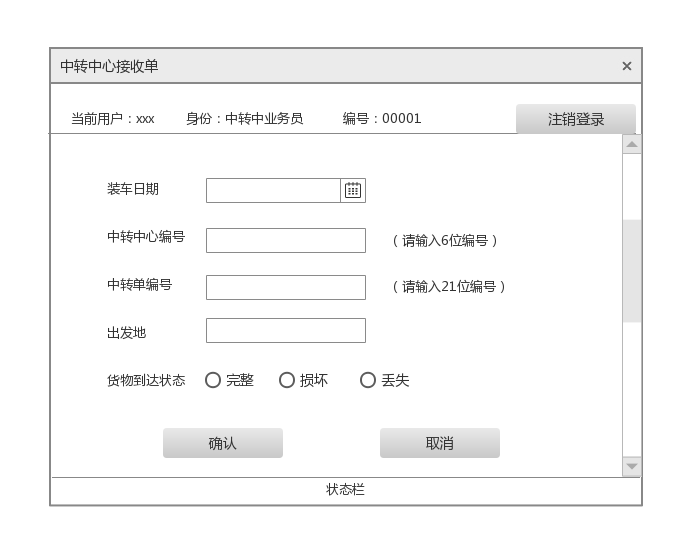 中转中心接收单
当前用户：xxx 身份：中转中业务员 编号：00001 注销登录
装车日期
中转中心编号 （请输入6位编号）
中转单编号 （请输入21位编号）
出发地
货物到达状态 完整 损坏 丢失
确认 取消
状态栏